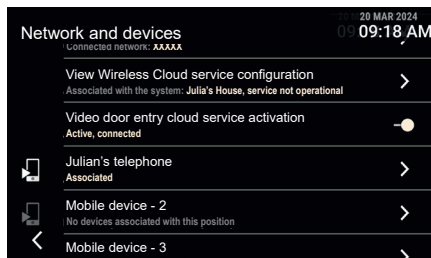 20 MAR 2024
Network and devices
09:18 AM
Connected network: XXXXX
View Wireless Cloud service configuration
Associated with the system: Julia's House, service not operational
Video door entry cloud service activation
Active, connected
Julian's telephone
Associated
Mobile device - 2
No devices associated with this position
Mobile device - 3